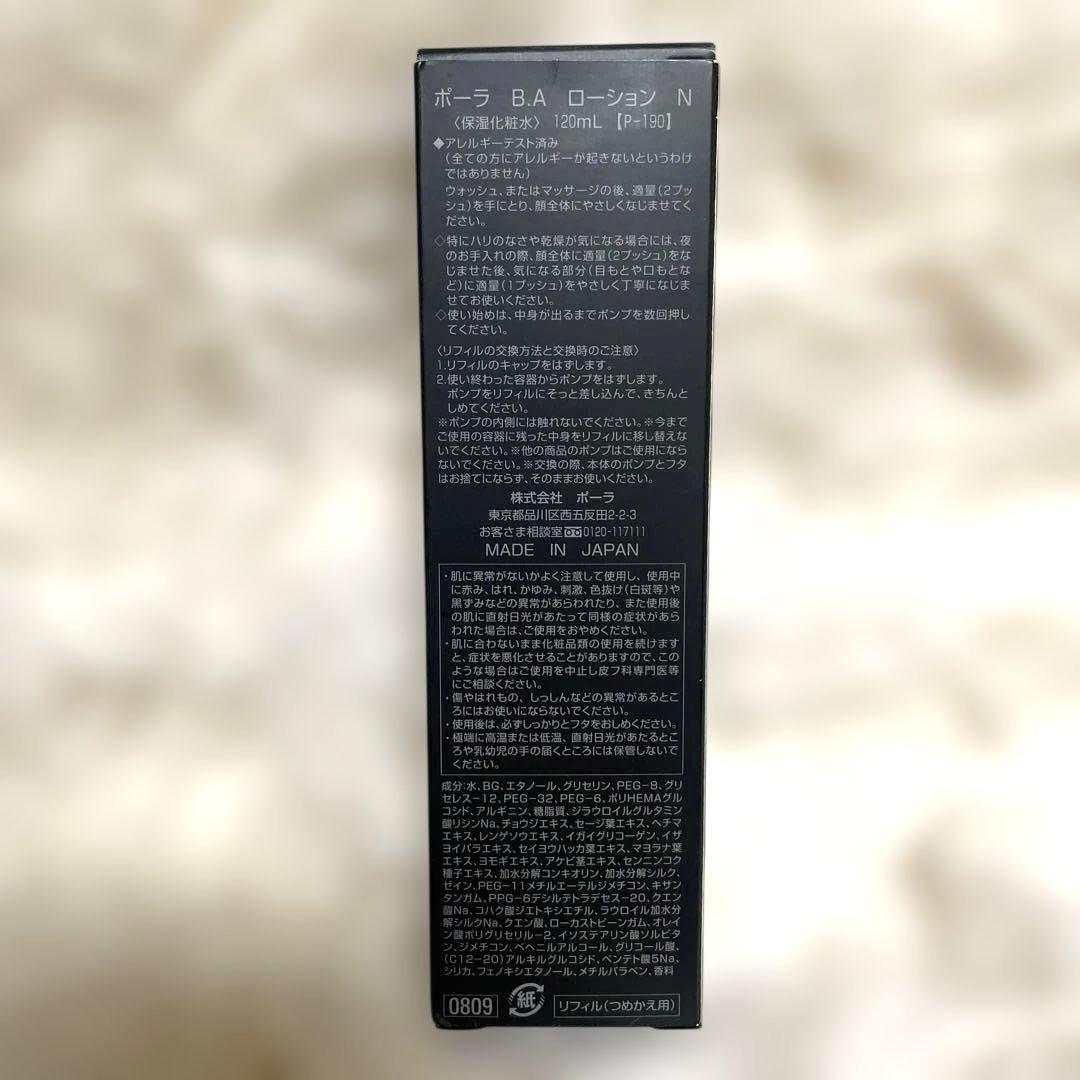 ポーラ B.A ローション N
〈保湿化粧水〉 120mL 【P-190】
◆アレルギーテスト済み
(全ての方にアレルギーが起きないというわけ
ではありません)
ウォッシュ、またはマッサージの後、適量(2プッ
シュ)を手にとり、顔全体にやさしくなじませてく
ださい。
◇特にハリのなさや乾燥が気になる場合には、夜
のお手入れの際、顔全体に適量(2プッシュ)をな
じませた後、気になる部分(目もとや口もとな
ど)に適量(1プッシュ)をやさしく丁寧になじま
せてお使いください。
◇使い始めは、中身が出るまでポンプを数回押し
てください。
〈リフィルの交換方法と交換時のご注意〉
1.リフィルのキャップをはずします。
2.使い終わった容器からポンプをはずします。
ポンプをリフィルにそっと差し込んで、きちんと
しめてください。
※ポンプの内側には触れないでください。※今まで
ご使用の容器に残った中身をリフィルに移し替えな
いでください。※他の商品のポンプはご使用になら
ないでください。※交換の際、本体のポンプとフタ
はお捨てにならず、そのままお使いください。
株式会社 ポーラ
東京都品川区西五反田2-2-3
お客さま相談室 0120-117111
MADE IN JAPAN
・肌に異常がないかよく注意して使用し、使用中
に赤み、はれ、かゆみ、刺激、色抜け(白斑等)や
黒ずみなどの異常があらわれたり、また使用後
の肌に直射日光があたって同様の症状があら
われた場合は、ご使用をおやめください。
・肌に合わないまま化粧品類の使用を続けます
と、症状を悪化させることがありますので、この
ような場合はご使用を中止し皮フ科専門医等
にご相談ください。
・傷やはれもの、しっしんなどの異常があるとこ
ろにはお使いにならないでください。
・使用後は、必ずしっかりとフタをおしめください。
・極端に高温または低温、直射日光があたるとこ
ろや乳幼児の手の届くところには保管しないで
ください。
成分:水、BG、エタノール、グリセリン、PEG-8、グリ
セレス-12、PEG-32、PEG-6、ポリHEMAグル
コシド、アルギニン、糖脂質、ジラウロイルグルタミン
酸リシンNa、チョウジエキス、セージ葉エキス、ヘチマ
エキス、レンゲソウエキス、イガイグリコーゲン、イザ
ヨイバラエキス、セイヨウハッカ葉エキス、マヨラナ葉
エキス、ヨモギエキス、アケビ茎エキス、センニンコク
種子エキス、加水分解コンキオリン、加水分解シルク、
ゼイン、PEG-11メチルエーテルジメチコン、キサン
タンガム、PPG-6デシルテトラデセス-20、クエン
酸Na、コハク酸ジエトキシエチル、ラウロイル加水分
解シルクNa、クエン酸、ローカストビーンガム、オレイ
ン酸ポリグリセリル-2、イソステアリン酸ソルビタ
ン、ジメチコン、ベヘニルアルコール、グリコール酸、
(C12-20)アルキルグルコシド、ペンテト酸5Na、
シリカ、フェノキシエタノール、メチルパラベン、香料
0809 紙 リフィル(つめかえ用)